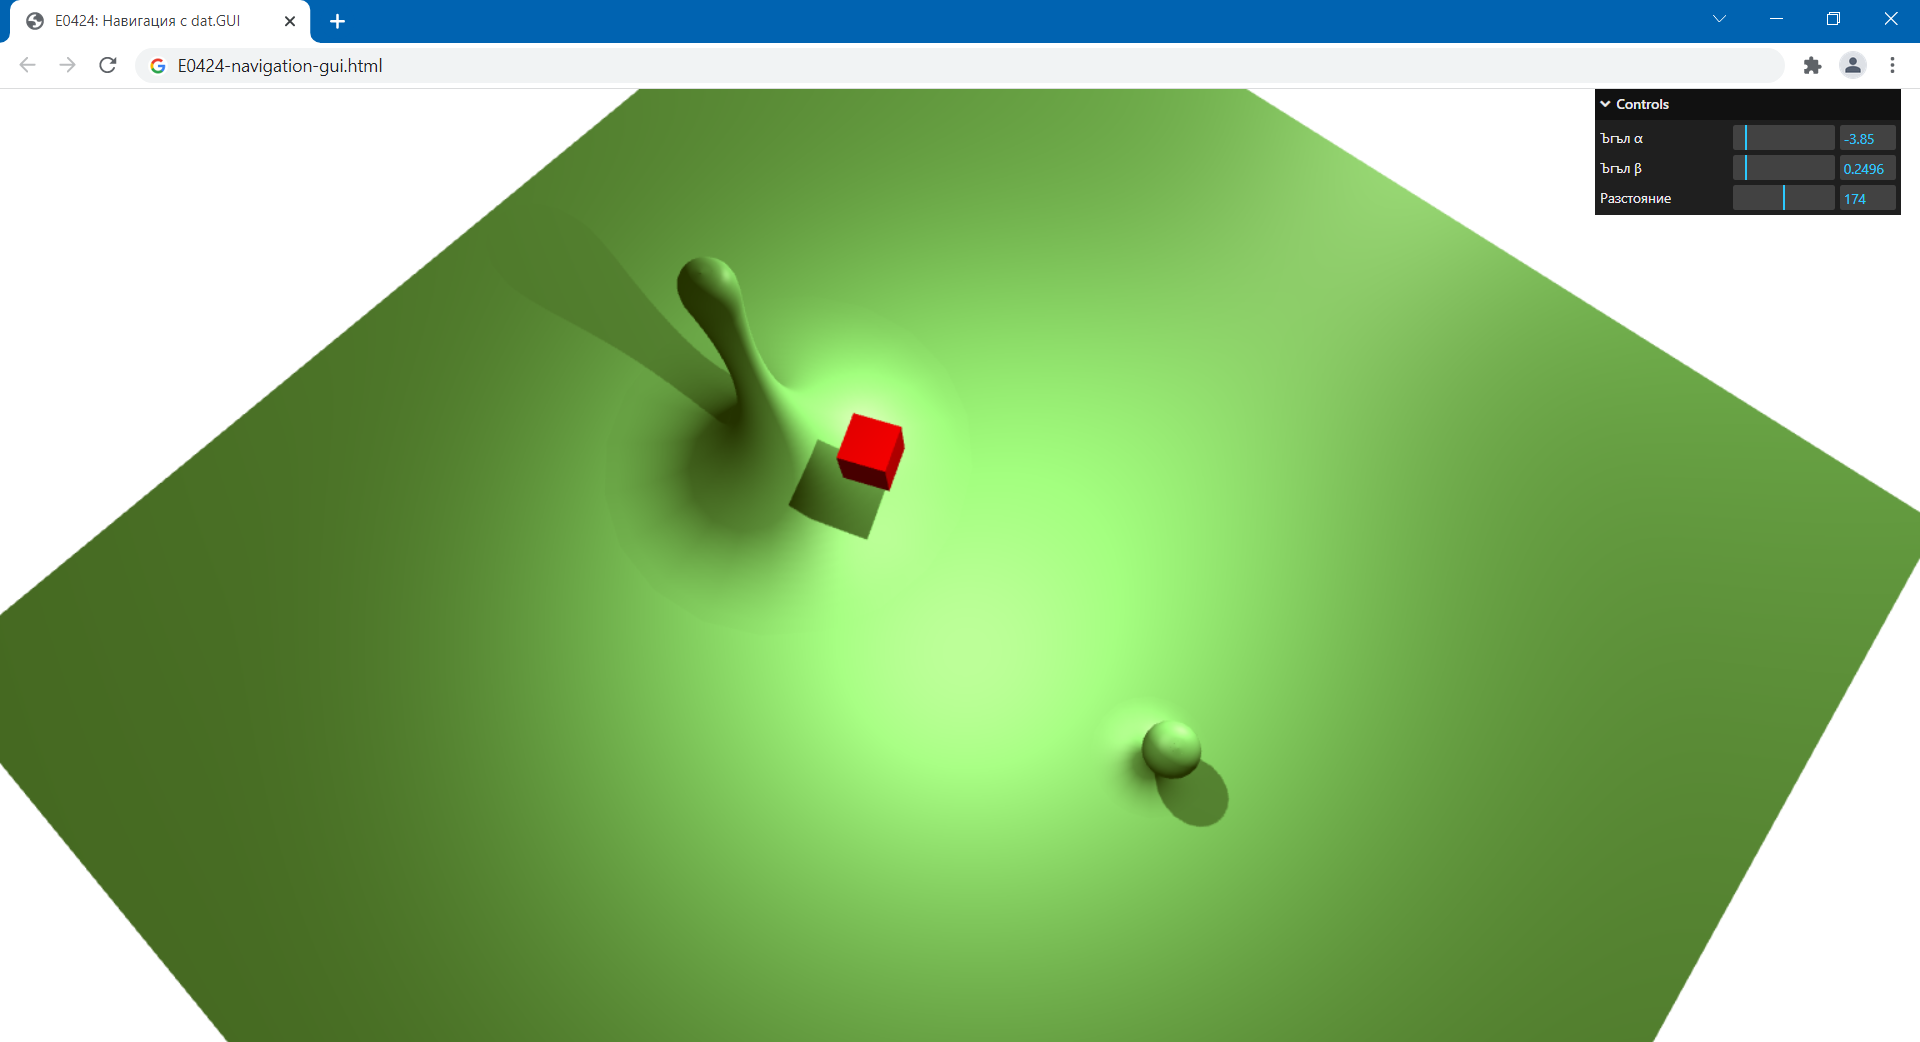 E0424: Навигация с dat.GUI
E0424-navigation-gui.html
Controls
Ъгъл α -3.85
Ъгъл β 0.2496
Разстояние 174